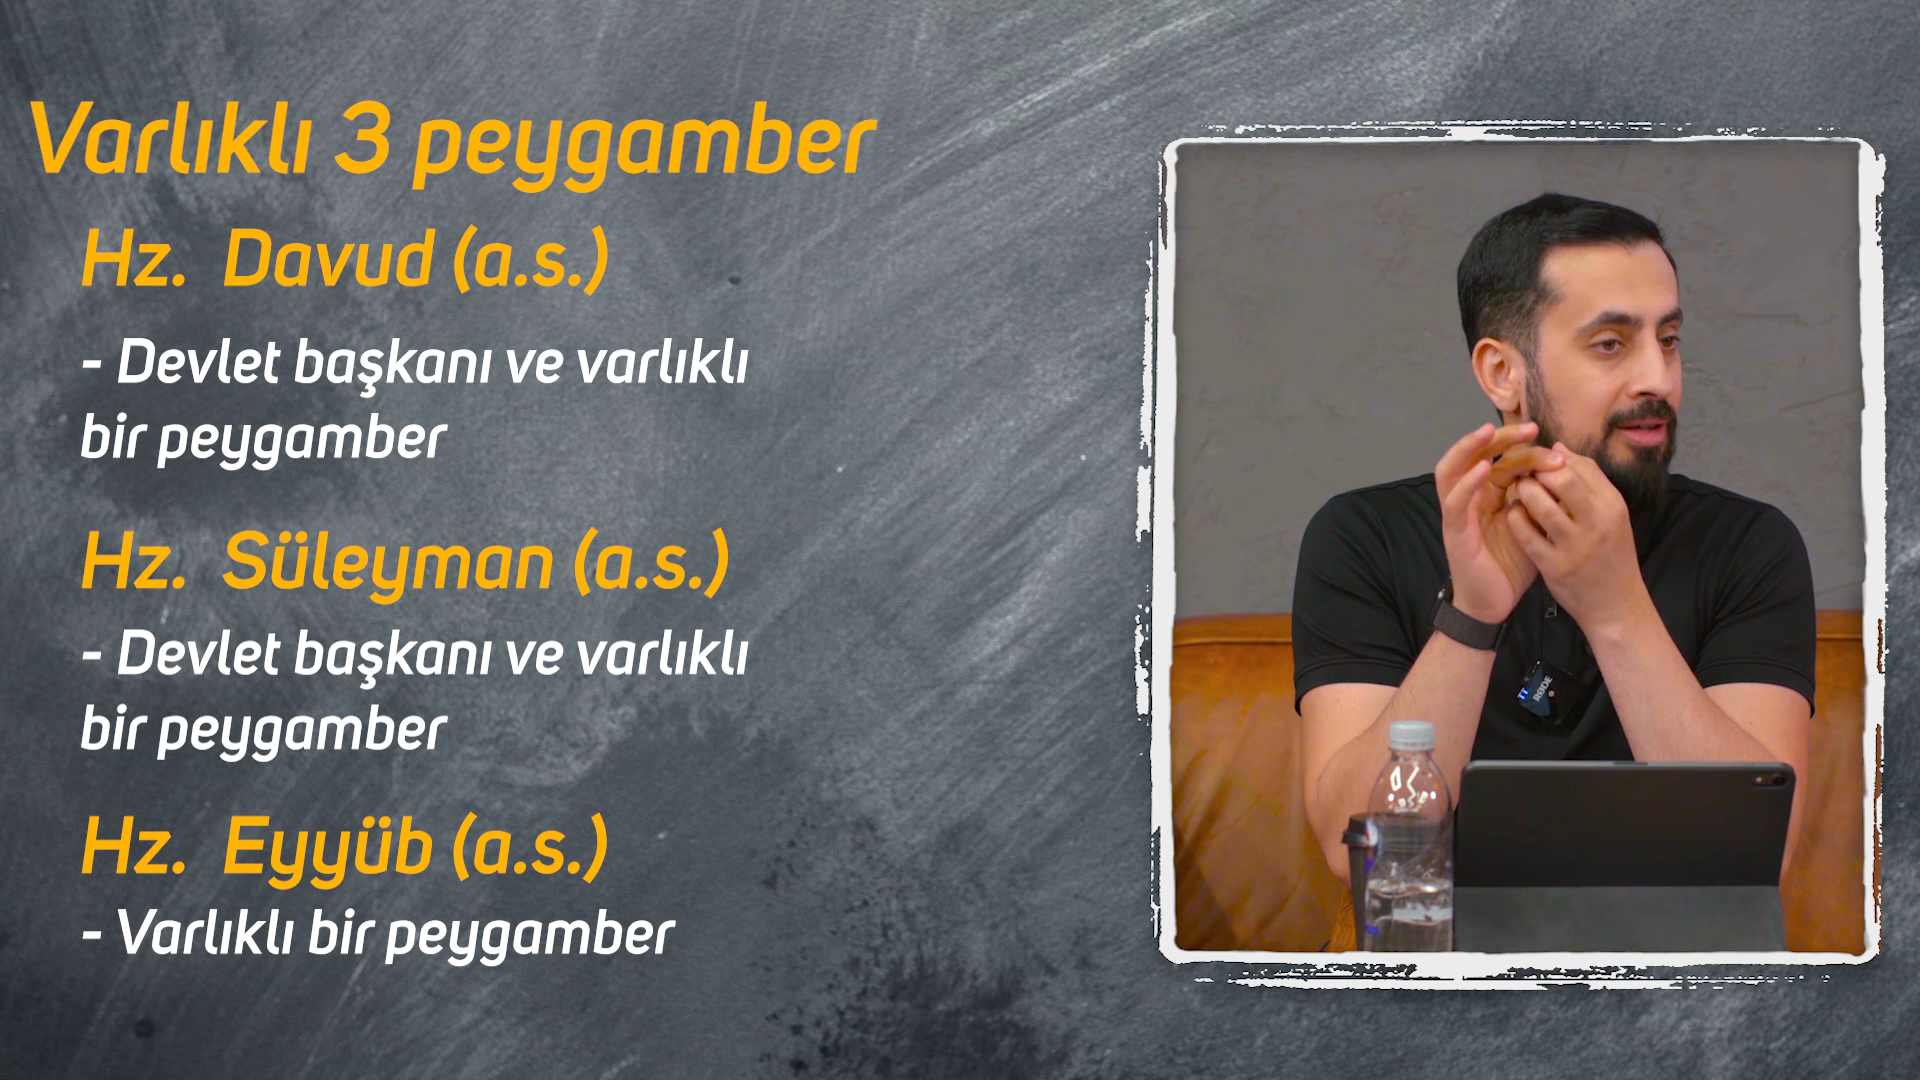 Varlıklı 3 peygamber
Hz. Davud (a.s.)
- Devlet başkanı ve varlıklı
bir peygamber
Hz. Süleyman (a.s.)
- Devlet başkanı ve varlıklı
bir peygamber
Hz. Eyyüb (a.s.)
- Varlıklı bir peygamber
RØDE